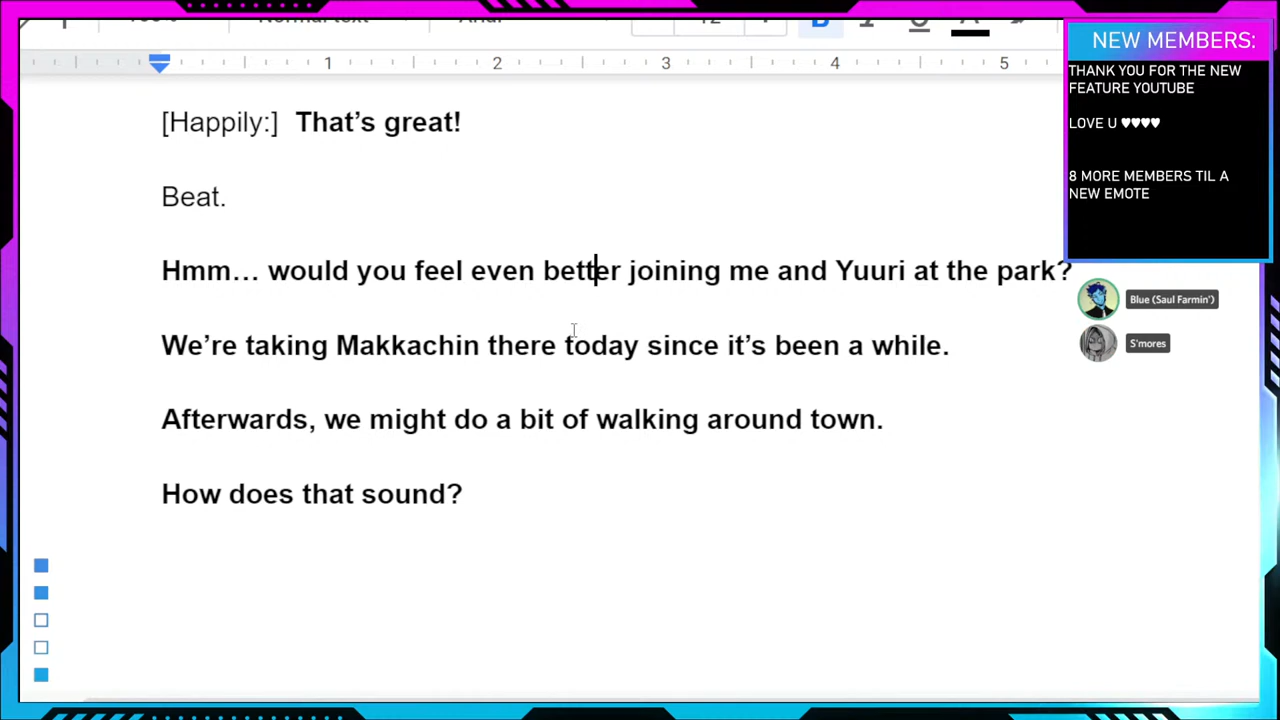 1
2
3
4
5
[Happily:]  That’s great!
Beat.
Hmm… would you feel even better joining me and Yuuri at the park?
We’re taking Makkachin there today since it’s been a while.
Afterwards, we might do a bit of walking around town.
How does that sound?
NEW MEMBERS:
THANK YOU FOR THE NEW
FEATURE YOUTUBE
LOVE U ♥♥♥♥
8 MORE MEMBERS TIL A
NEW EMOTE
Blue (Saul Farmin')
S'mores